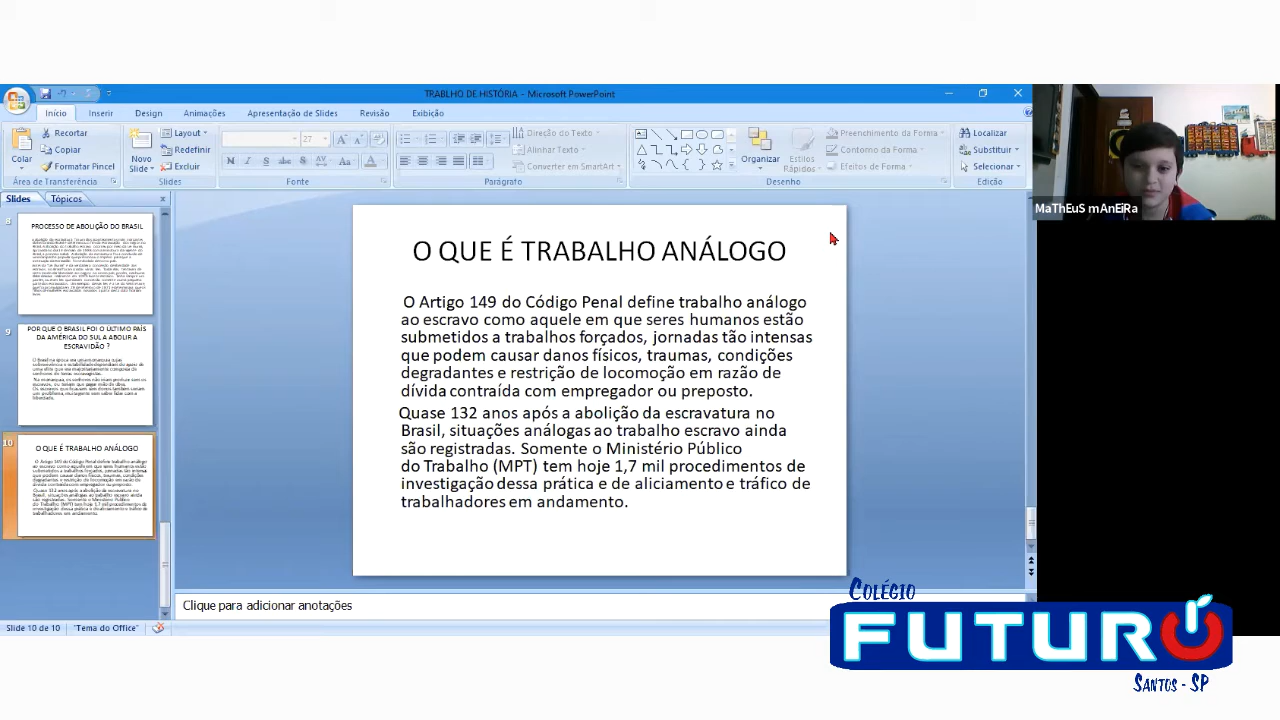 TRABLHO DE HISTÓRIA - Microsoft PowerPoint
Início Inserir Design Animações Apresentação de Slides Revisão Exibição
Colar
Recortar
Copiar
Formatar Pincel
Área de Transferência
Novo Slide
Layout
Redefinir
Excluir
Slides
27
Fonte
Direção do Texto
Alinhar Texto
Converter em SmartArt
Parágrafo
Organizar
Estilos Rápidos
Preenchimento da Forma
Contorno da Forma
Efeitos de Forma
Desenho
Localizar
Substituir
Selecionar
Edição
Slides Tópicos
8
PROCESSO DE ABOLIÇÃO DO BRASIL
9
POR QUE O BRASIL FOI O ÚLTIMO PAÍS
DA AMERICA DO SUL A ABOLIR A
ESCRAVIDÃO ?
10
O QUE É TRABALHO ANÁLOGO
O QUE É TRABALHO ANÁLOGO
O Artigo 149 do Código Penal define trabalho análogo
ao escravo como aquele em que seres humanos estão
submetidos a trabalhos forçados, jornadas tão intensas
que podem causar danos físicos, traumas, condições
degradantes e restrição de locomoção em razão de
dívida contraída com empregador ou preposto.
Quase 132 anos após a abolição da escravatura no
Brasil, situações análogas ao trabalho escravo ainda
são registradas. Somente o Ministério Público
do Trabalho (MPT) tem hoje 1,7 mil procedimentos de
investigação dessa prática e de aliciamento e tráfico de
trabalhadores em andamento.
Clique para adicionar anotações
Slide 10 de 10 "Tema do Office"
MaThEuS mAnEiRa
COLÉGIO
FUTURO
SANTOS - SP